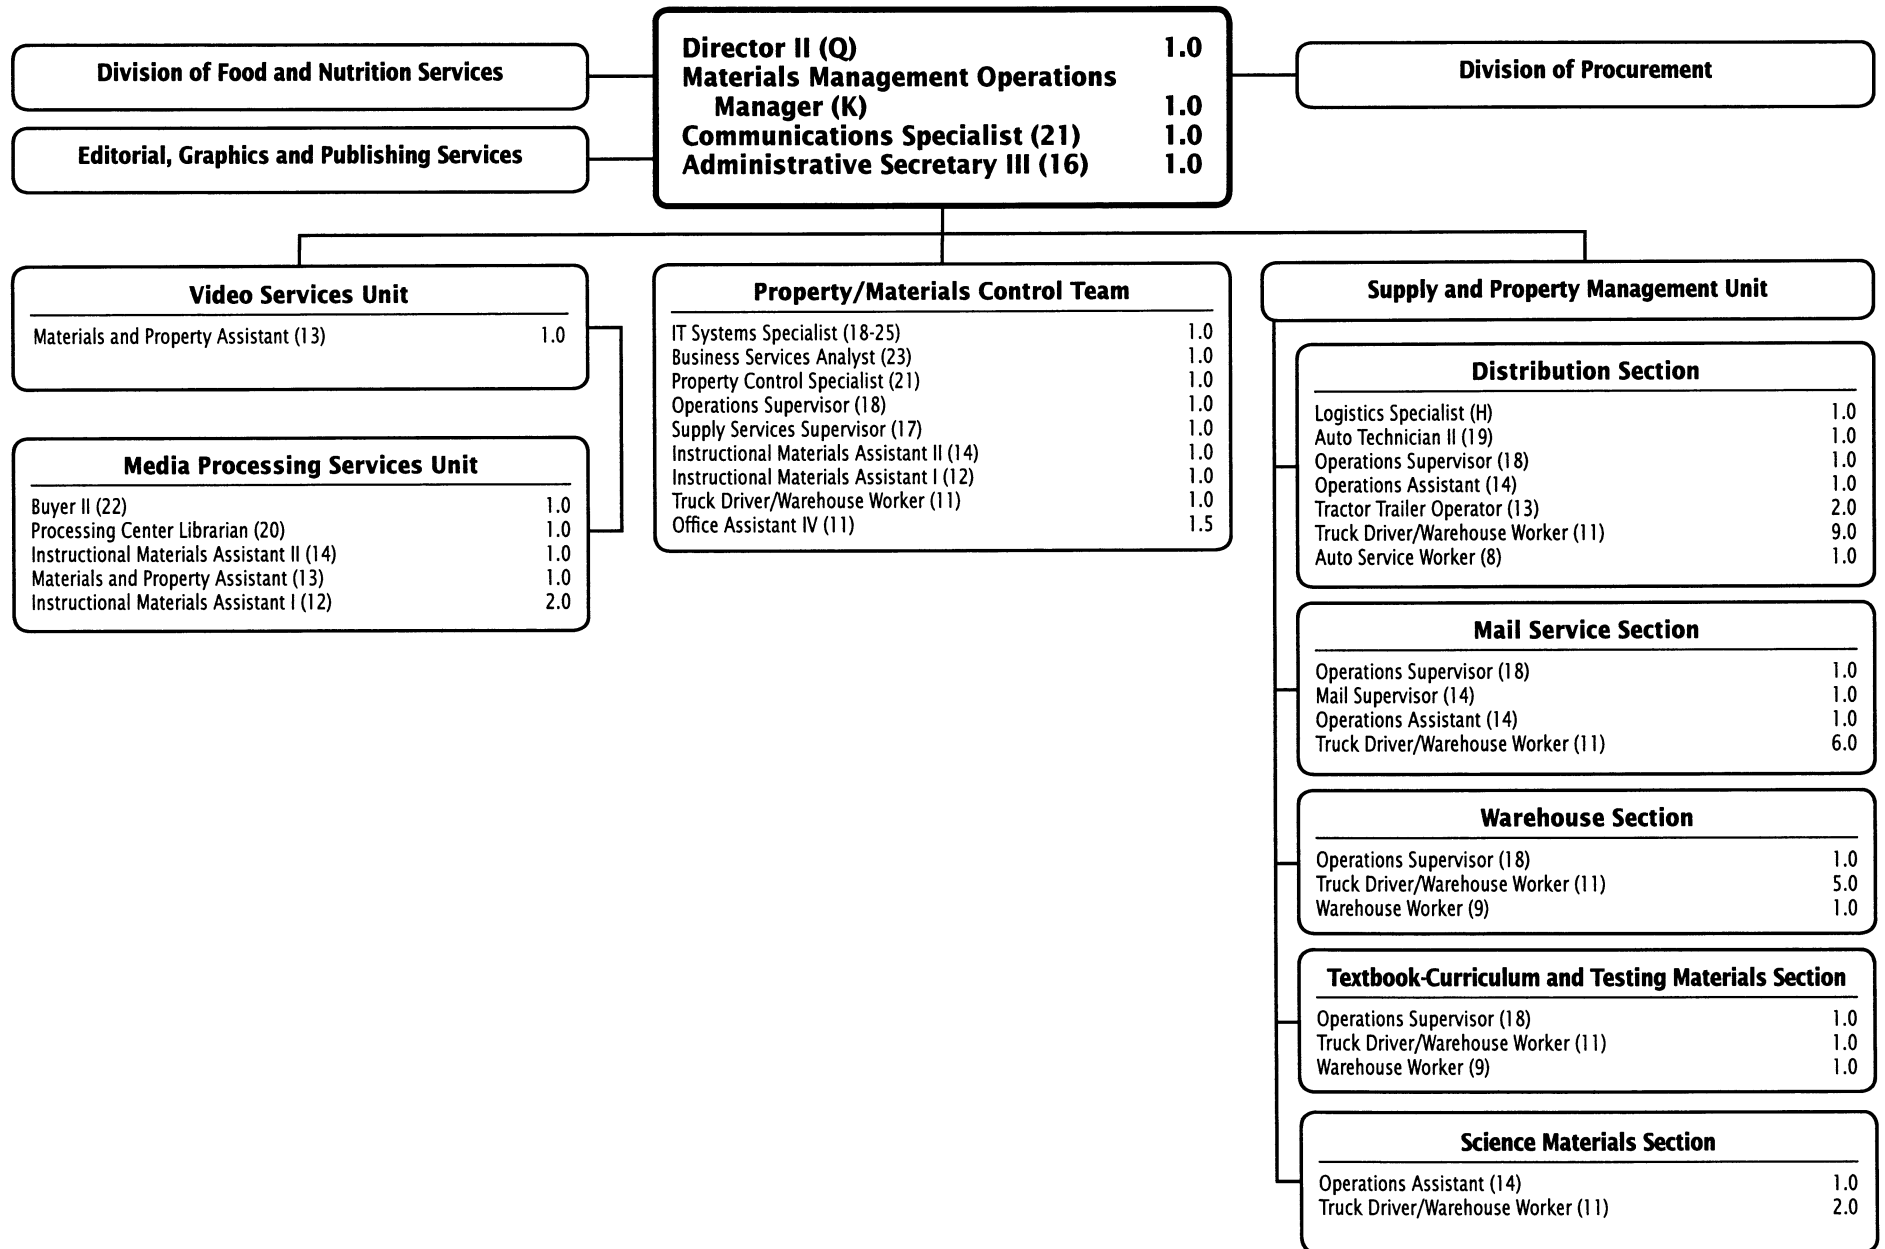 Division of Food and Nutrition Services
Editorial, Graphics and Publishing Services
Director II (Q) 1.0
Materials Management Operations
Manager (K) 1.0
Communications Specialist (21) 1.0
Administrative Secretary III (16) 1.0
Division of Procurement
Video Services Unit
Materials and Property Assistant (13) 1.0
Media Processing Services Unit
Buyer II (22) 1.0
Processing Center Librarian (20) 1.0
Instructional Materials Assistant II (14) 1.0
Materials and Property Assistant (13) 1.0
Instructional Materials Assistant I (12) 2.0
Property/Materials Control Team
IT Systems Specialist (18-25) 1.0
Business Services Analyst (23) 1.0
Property Control Specialist (21) 1.0
Operations Supervisor (18) 1.0
Supply Services Supervisor (17) 1.0
Instructional Materials Assistant II (14) 1.0
Instructional Materials Assistant I (12) 1.0
Truck Driver/Warehouse Worker (11) 1.0
Office Assistant IV (11) 1.5
Supply and Property Management Unit
Distribution Section
Logistics Specialist (H) 1.0
Auto Technician II (19) 1.0
Operations Supervisor (18) 1.0
Operations Assistant (14) 1.0
Tractor Trailer Operator (13) 2.0
Truck Driver/Warehouse Worker (11) 9.0
Auto Service Worker (8) 1.0
Mail Service Section
Operations Supervisor (18) 1.0
Mail Supervisor (14) 1.0
Operations Assistant (14) 1.0
Truck Driver/Warehouse Worker (11) 6.0
Warehouse Section
Operations Supervisor (18) 1.0
Truck Driver/Warehouse Worker (11) 5.0
Warehouse Worker (9) 1.0
Textbook-Curriculum and Testing Materials Section
Operations Supervisor (18) 1.0
Truck Driver/Warehouse Worker (11) 1.0
Warehouse Worker (9) 1.0
Science Materials Section
Operations Assistant (14) 1.0
Truck Driver/Warehouse Worker (11) 2.0